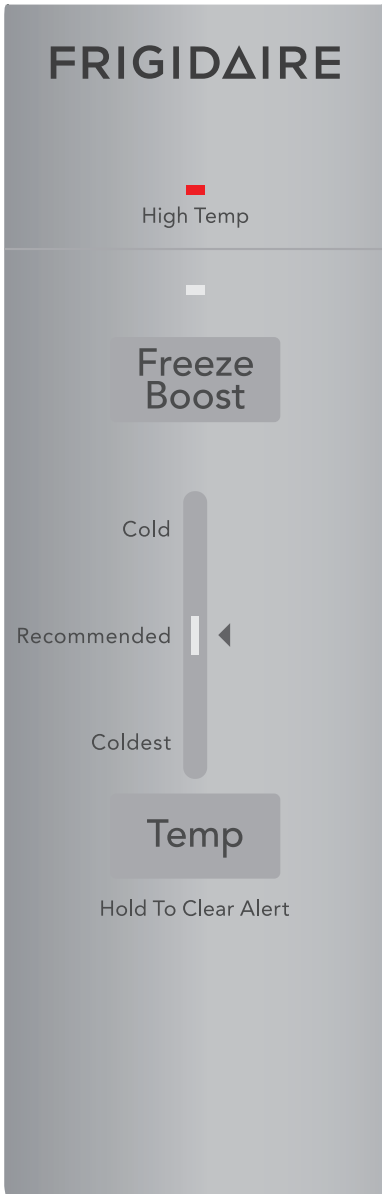 FRIGIDAIRE
High Temp
Freeze
Boost
Cold
Recommended
Coldest
Temp
Hold To Clear Alert